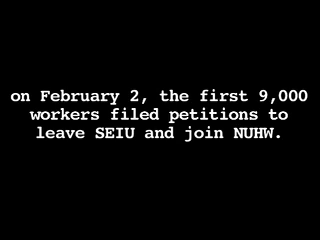 on February 2, the first 9,000
workers filed petitions to
leave SEIU and join NUHW.